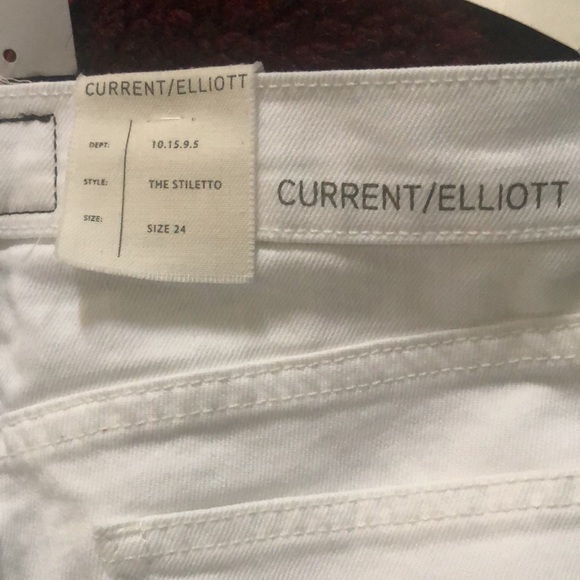 CURRENT/ELLIOTT
DEPT: 10.15.9.5
STYLE: THE STILETTO
SIZE: SIZE 24
CURRENT/ELLIOTT